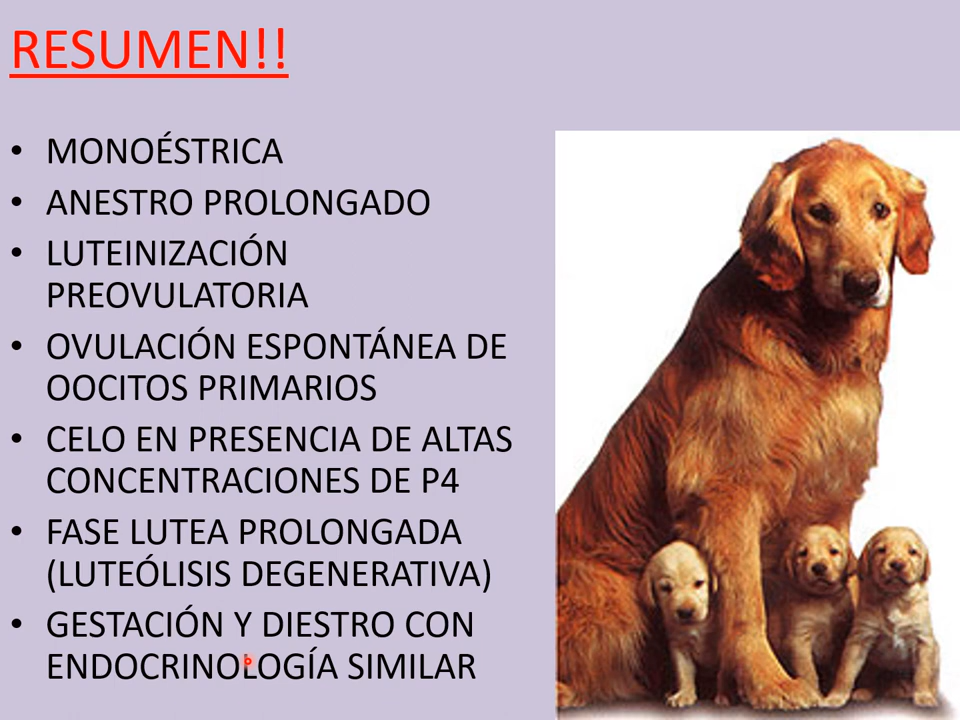 RESUMEN!!
• MONOÉSTRICA
• ANESTRO PROLONGADO
• LUTEINIZACIÓN
PREOVULATORIA
• OVULACIÓN ESPONTÁNEA DE
OOCITOS PRIMARIOS
• CELO EN PRESENCIA DE ALTAS
CONCENTRACIONES DE P4
• FASE LUTEA PROLONGADA
(LUTEÓLISIS DEGENERATIVA)
• GESTACIÓN Y DIESTRO CON
ENDOCRINOLOGÍA SIMILAR